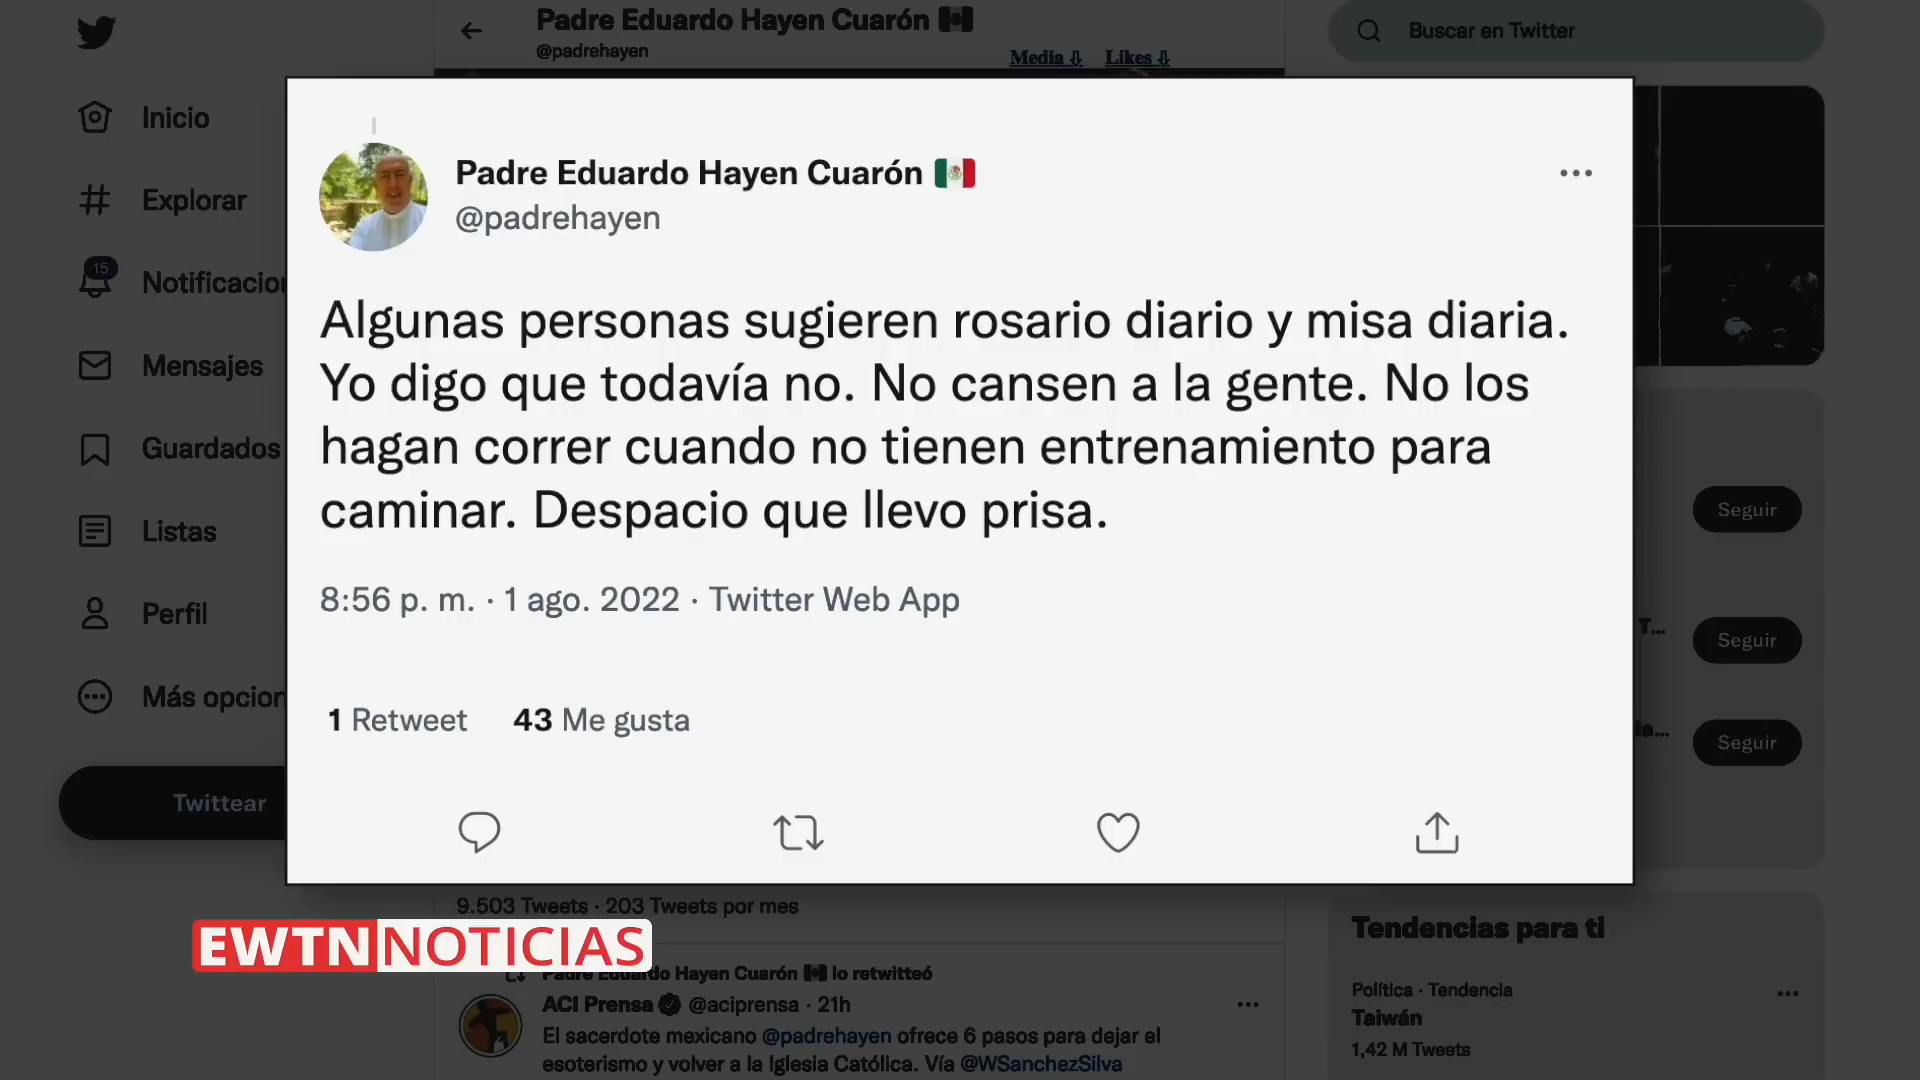 Padre Eduardo Hayen Cuarón
@padrehayen
Media ⇩ Likes ⇩
Buscar en Twitter
Inicio
Explorar
15
Notificacion
Mensajes
Guardados
Listas
Perfil
Más opcion
Twittear
Padre Eduardo Hayen Cuarón
@padrehayen
Algunas personas sugieren rosario diario y misa diaria.
Yo digo que todavía no. No cansen a la gente. No los
hagan correr cuando no tienen entrenamiento para
caminar. Despacio que llevo prisa.
8:56 p. m. · 1 ago. 2022 · Twitter Web App
1 Retweet 43 Me gusta
Seguir
T... Seguir
la... Seguir
9.503 Tweets · 203 Tweets por mes
EWTN NOTICIAS
Padre Eduardo Hayen Cuarón lo retwitteó
ACI Prensa @aciprensa · 21h
El sacerdote mexicano @padrehayen ofrece 6 pasos para dejar el
esoterismo y volver a la Iglesia Católica. Vía @WSanchezSilva
Tendencias para ti
Política · Tendencia
Taiwán
1,42 M Tweets